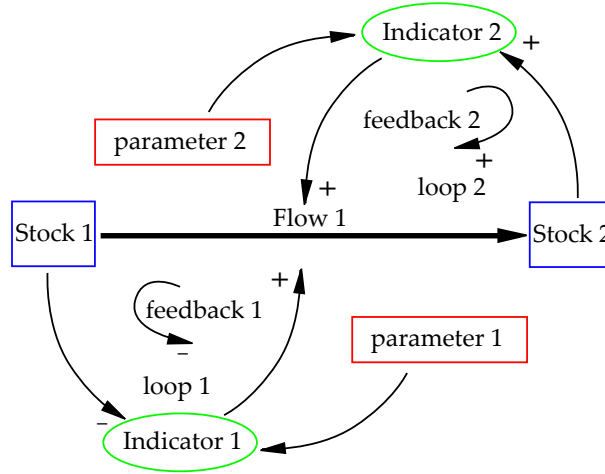 Indicator 2
+
feedback 2
parameter 2
+
loop 2
+
Flow 1
Stock 1
Stock 2
+
feedback 1
parameter 1
–
loop 1
–
Indicator 1